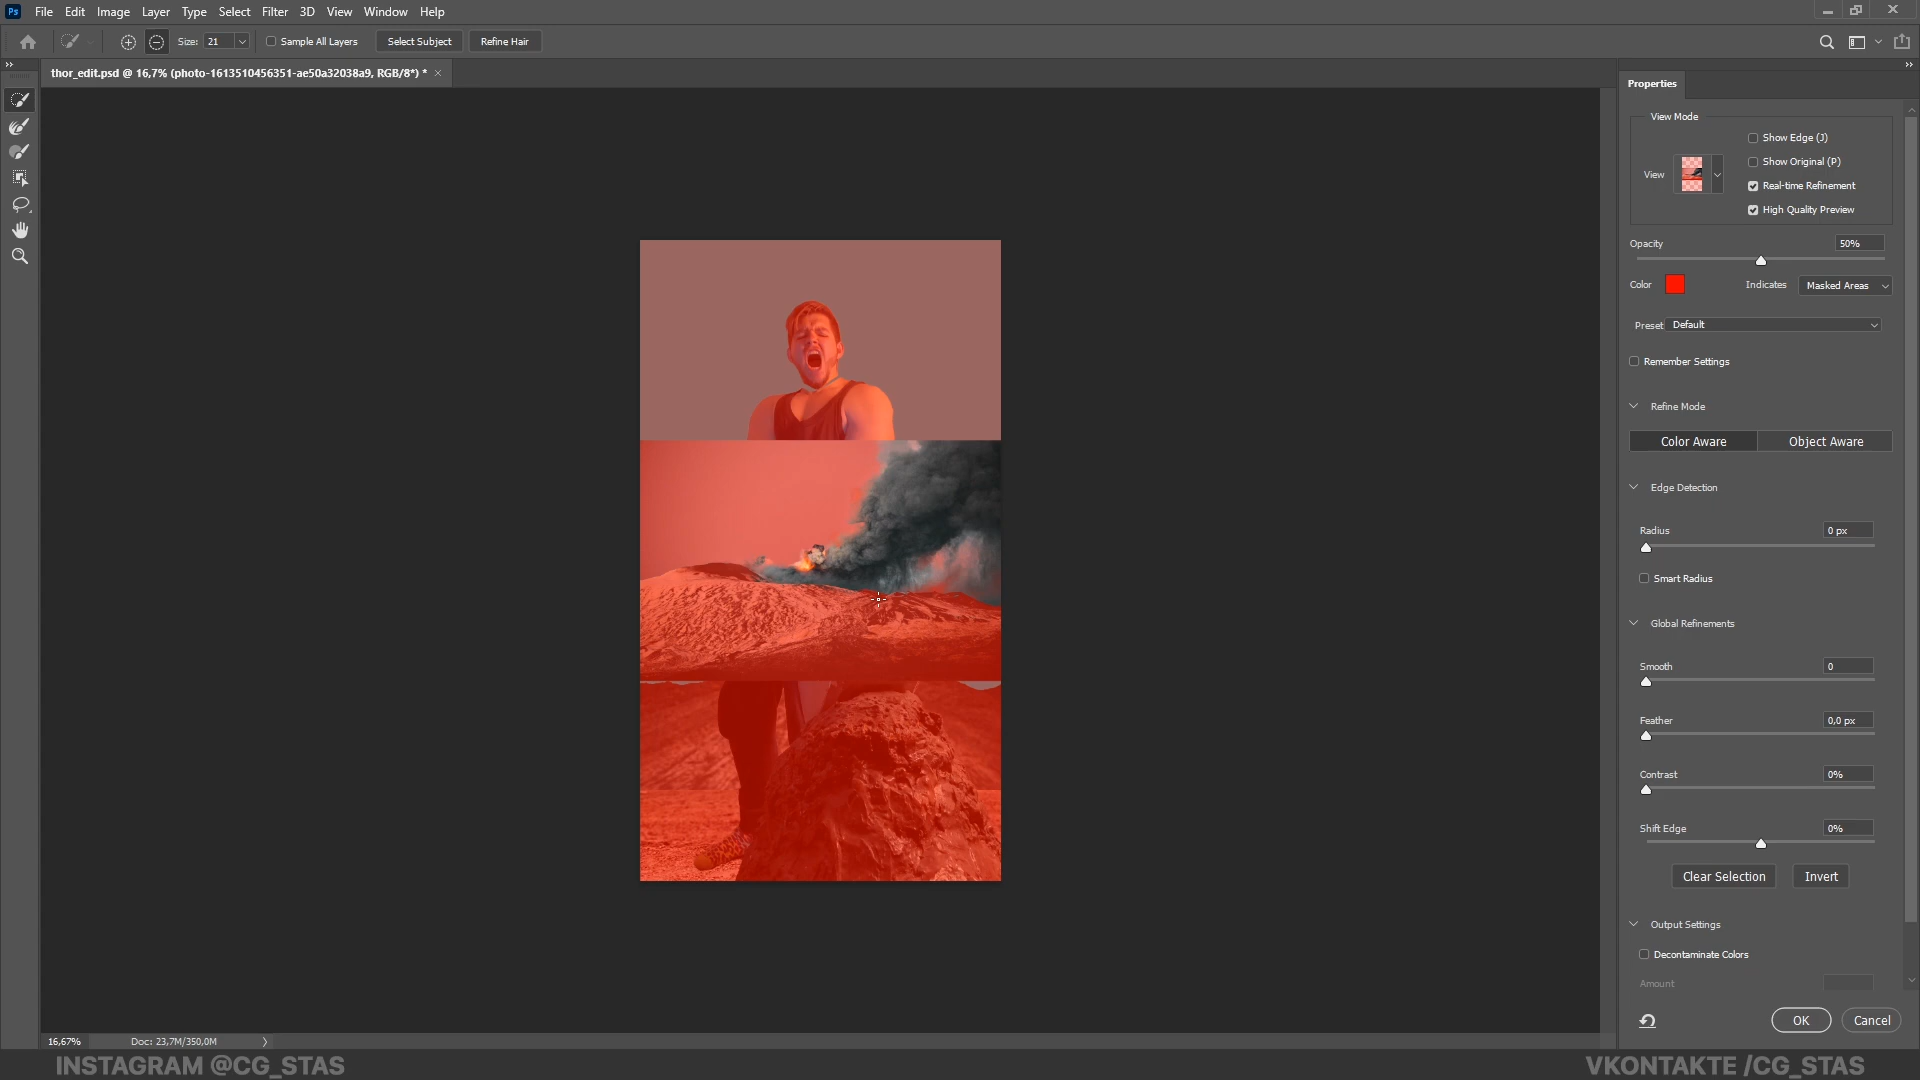 Ps File Edit Image Layer Type Select Filter 3D View Window Help
Size: 21 Sample All Layers Select Subject Refine Hair
thor_edit.psd @ 16,7% (photo-1613510456351-ae50a32038a9, RGB/8*) * ×
Properties
View Mode
Show Edge (J)
Show Original (P)
View
Real-time Refinement
High Quality Preview
Opacity 50%
Color Indicates Masked Areas
Preset Default
Remember Settings
Refine Mode
Color Aware Object Aware
Edge Detection
Radius 0 px
Smart Radius
Global Refinements
Smooth 0
Feather 0,0 px
Contrast 0%
Shift Edge 0%
Clear Selection Invert
Output Settings
Decontaminate Colors
Amount
OK Cancel
16,67% Doc: 23,7M/350,0M
INSTAGRAM @CG_STAS VKONTAKTE /CG_STAS